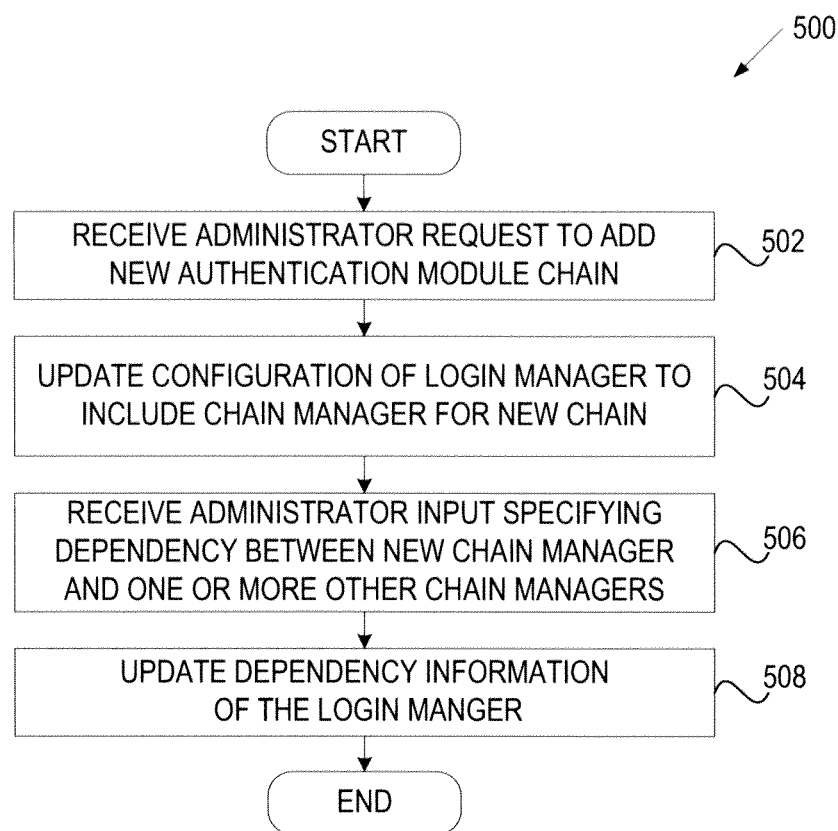 500
START
RECEIVE ADMINISTRATOR REQUEST TO ADD
NEW AUTHENTICATION MODULE CHAIN
502
UPDATE CONFIGURATION OF LOGIN MANAGER TO
INCLUDE CHAIN MANAGER FOR NEW CHAIN
504
RECEIVE ADMINISTRATOR INPUT SPECIFYING
DEPENDENCY BETWEEN NEW CHAIN MANAGER
AND ONE OR MORE OTHER CHAIN MANAGERS
506
UPDATE DEPENDENCY INFORMATION
OF THE LOGIN MANGER
508
END